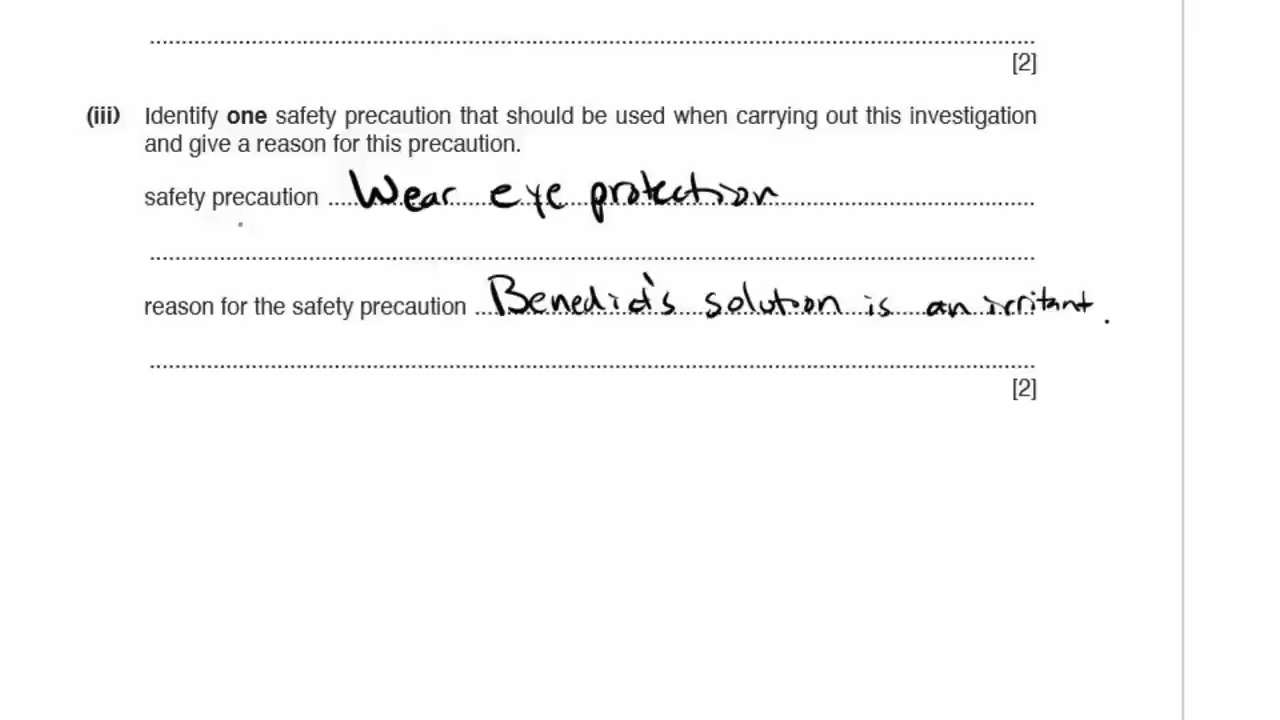 [2]
(iii) Identify one safety precaution that should be used when carrying out this investigation
and give a reason for this precaution.
safety precaution Wear eye protection
reason for the safety precaution Benedict's solution is an irritant.
[2]